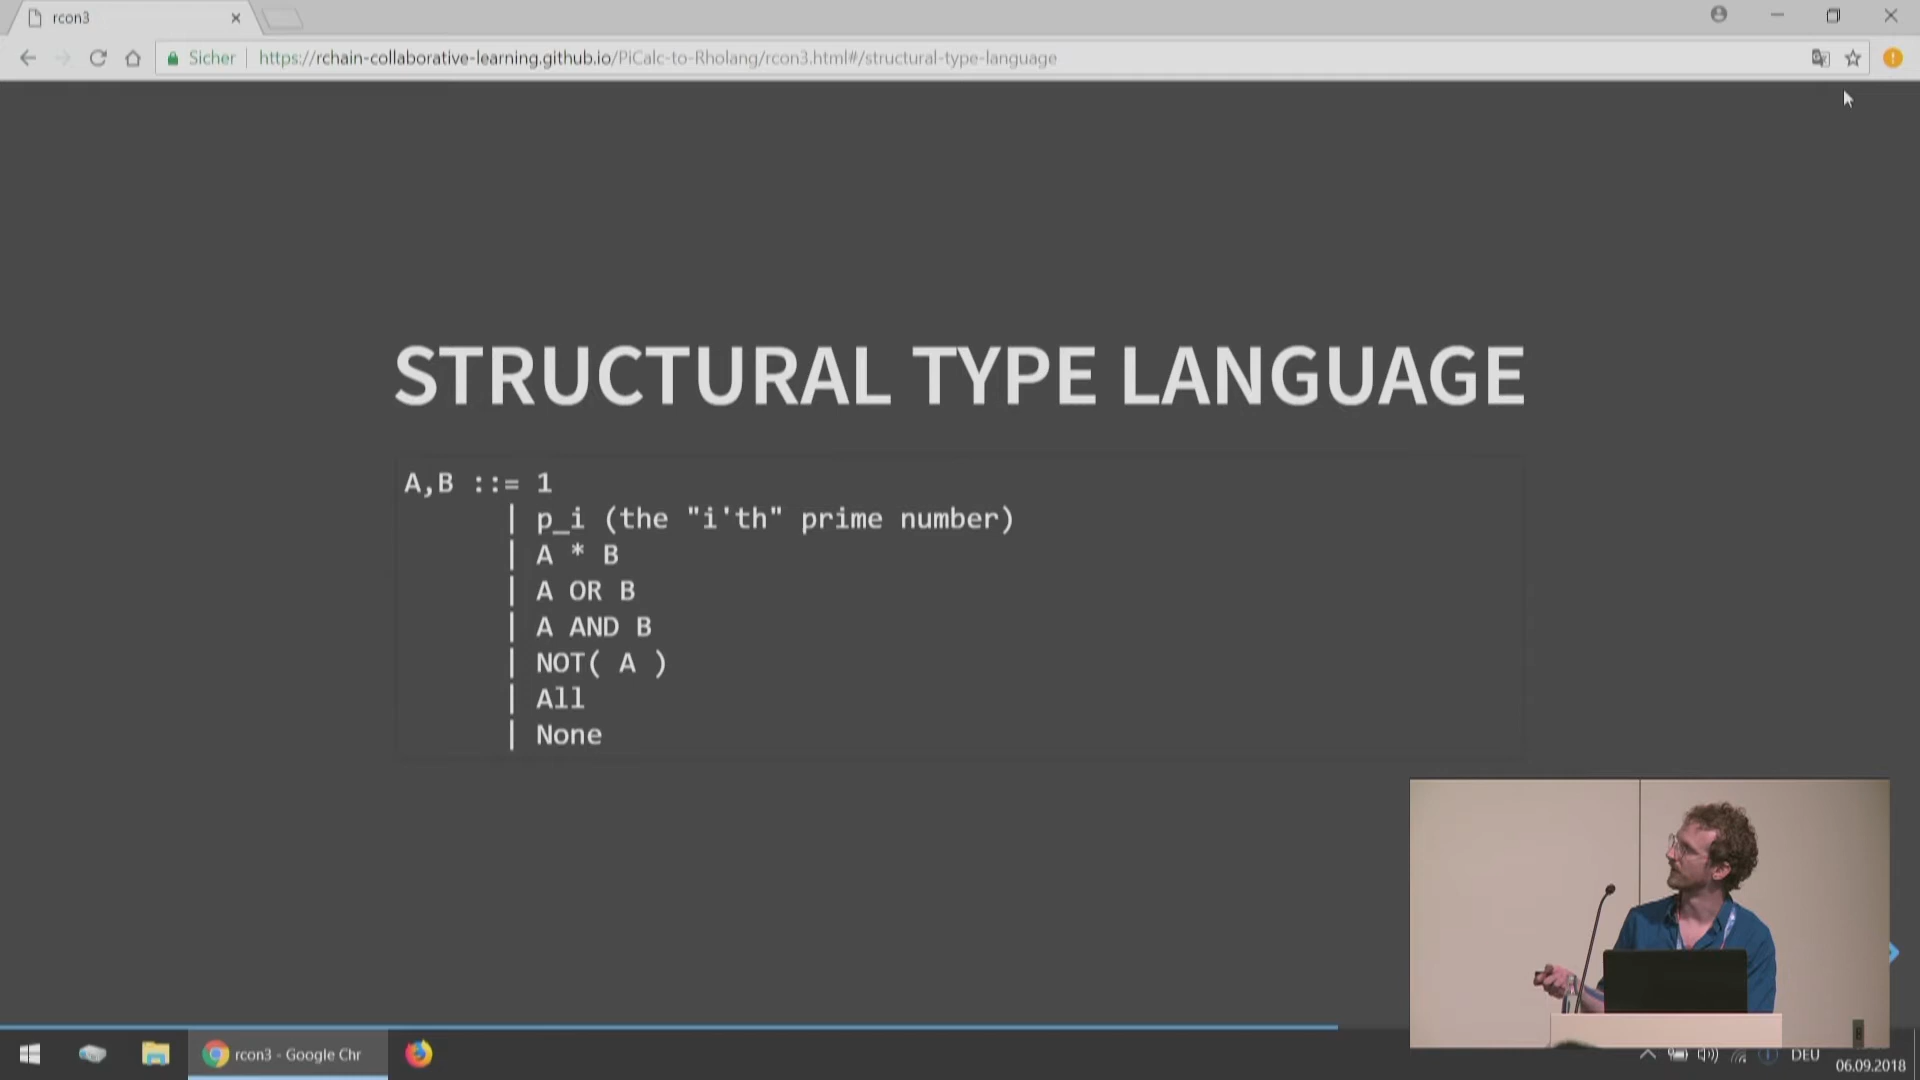 rcon3
Sicher
https://rchain-collaborative-learning.github.io/PiCalc-to-Rholang/rcon3.html#/structural-type-language
STRUCTURAL TYPE LANGUAGE
A,B ::= 1
| p_i (the "i'th" prime number)
| A * B
| A OR B
| A AND B
| NOT( A )
| All
| None
rcon3 - Google Chr
DEU
06.09.2018